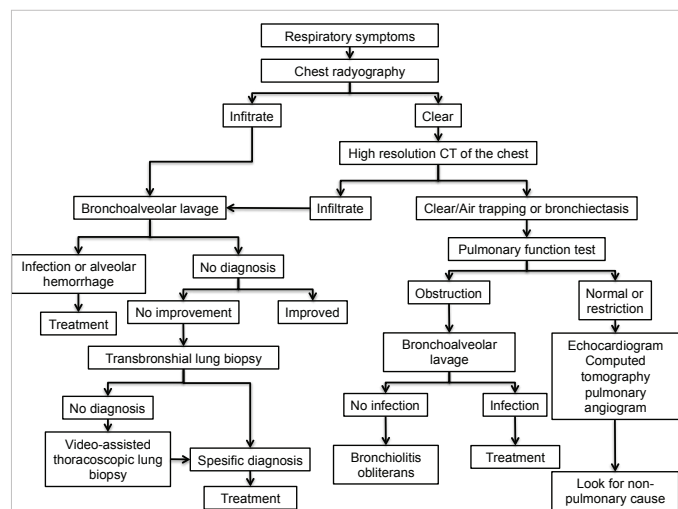 Respiratory symptoms
Chest radyography
Infitrate
Clear
High resolution CT of the chest
Bronchoalveolar lavage
Infiltrate
Clear/Air trapping or bronchiectasis
Infection or alveolar
hemorrhage
No diagnosis
Pulmonary function test
Treatment
No improvement
Improved
Obstruction
Normal or
restriction
Transbronshial lung biopsy
Bronchoalveolar
lavage
Echocardiogram
Computed
tomography
pulmonary
angiogram
No diagnosis
No infection
Infection
Video-assisted
thoracoscopic lung
biopsy
Spesific diagnosis
Bronchiolitis
obliterans
Treatment
Treatment
Look for non-
pulmonary cause